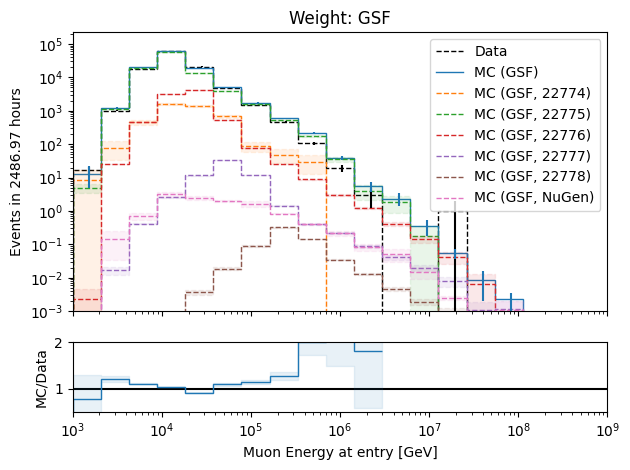 Weight: GSF
Events in 2486.97 hours
10⁵
10⁴
10³
10²
10¹
10⁰
10⁻¹
10⁻²
10⁻³
Data
MC (GSF)
MC (GSF, 22774)
MC (GSF, 22775)
MC (GSF, 22776)
MC (GSF, 22777)
MC (GSF, 22778)
MC (GSF, NuGen)
MC/Data
2
1
10³ 10⁴ 10⁵ 10⁶ 10⁷ 10⁸ 10⁹
Muon Energy at entry [GeV]